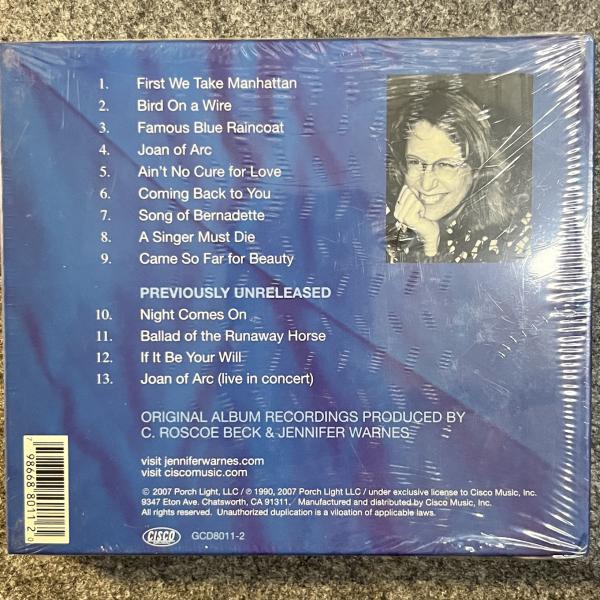 1. First We Take Manhattan
2. Bird On a Wire
3. Famous Blue Raincoat
4. Joan of Arc
5. Ain't No Cure for Love
6. Coming Back to You
7. Song of Bernadette
8. A Singer Must Die
9. Came So Far for Beauty
PREVIOUSLY UNRELEASED
10. Night Comes On
11. Ballad of the Runaway Horse
12. If It Be Your Will
13. Joan of Arc (live in concert)
ORIGINAL ALBUM RECORDINGS PRODUCED BY
C. ROSCOE BECK & JENNIFER WARNES
visit jenniferwarnes.com
visit ciscomusic.com
© 2007 Porch Light, LLC / ℗ 1990, 2007 Porch Light, LLC / under exclusive license to Cisco Music, Inc.
9347 Eton Ave. Chatsworth, CA 91311. Manufactured and distributed by Cisco Music, Inc.
All rights reserved. Unauthorized duplication is a viloation of applicable laws.
CISCO GCD8011-2
7 98668 8011 2 0